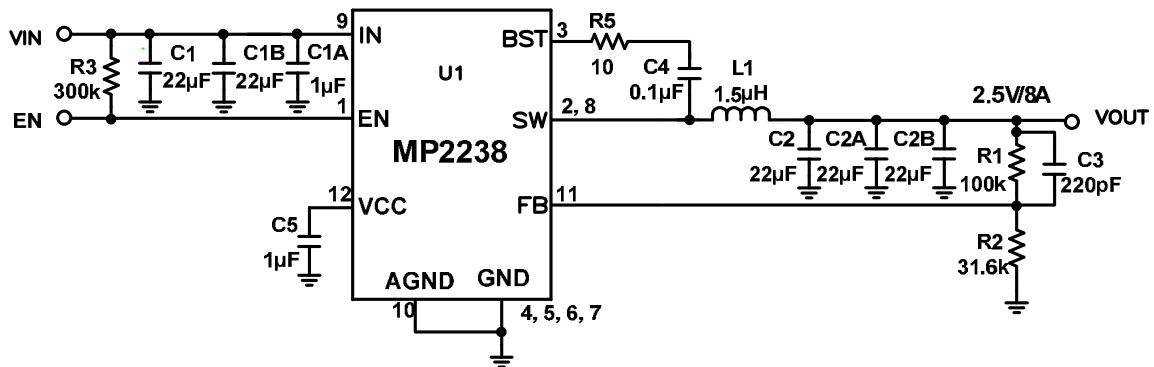 VIN
9
IN
R3
300k
C1
22µF
C1B
22µF
C1A
1µF
EN
1
EN
U1
MP2238
BST
3
R5
10
C4
0.1µF
SW
2, 8
L1
1.5µH
2.5V/8A
VOUT
C2
22µF
C2A
22µF
C2B
22µF
R1
100k
C3
220pF
12
VCC
C5
1µF
FB
11
R2
31.6k
AGND
GND
10
4, 5, 6, 7